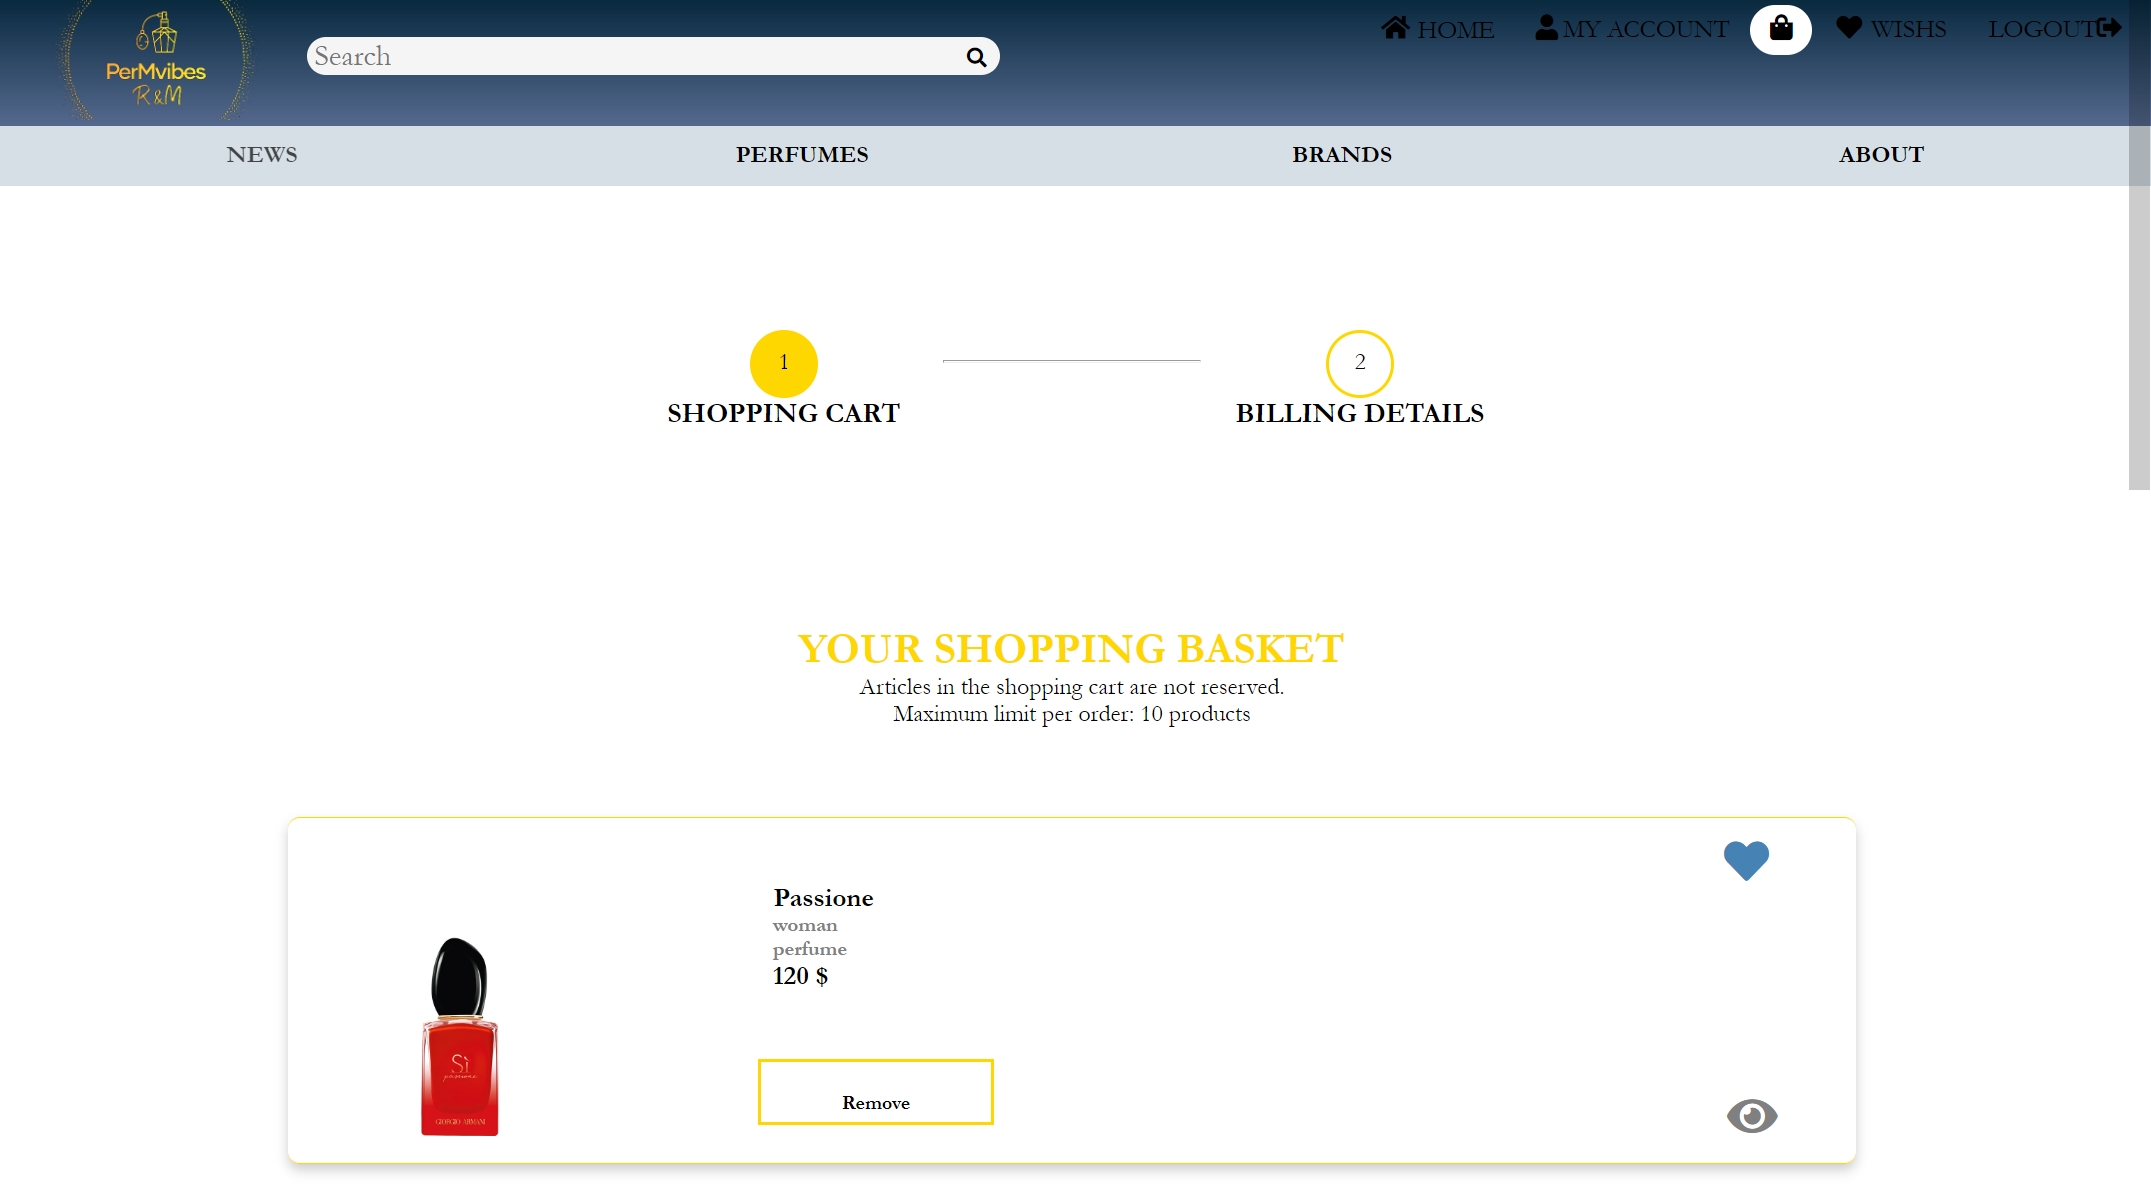 PerMvibes
R&M
Search
HOME
MY ACCOUNT
WISHS
LOGOUT
NEWS
PERFUMES
BRANDS
ABOUT
1
SHOPPING CART
2
BILLING DETAILS
YOUR SHOPPING BASKET
Articles in the shopping cart are not reserved.
Maximum limit per order: 10 products
Passione
woman
perfume
120 $
Remove
Sì
passione
GIORGIO ARMANI